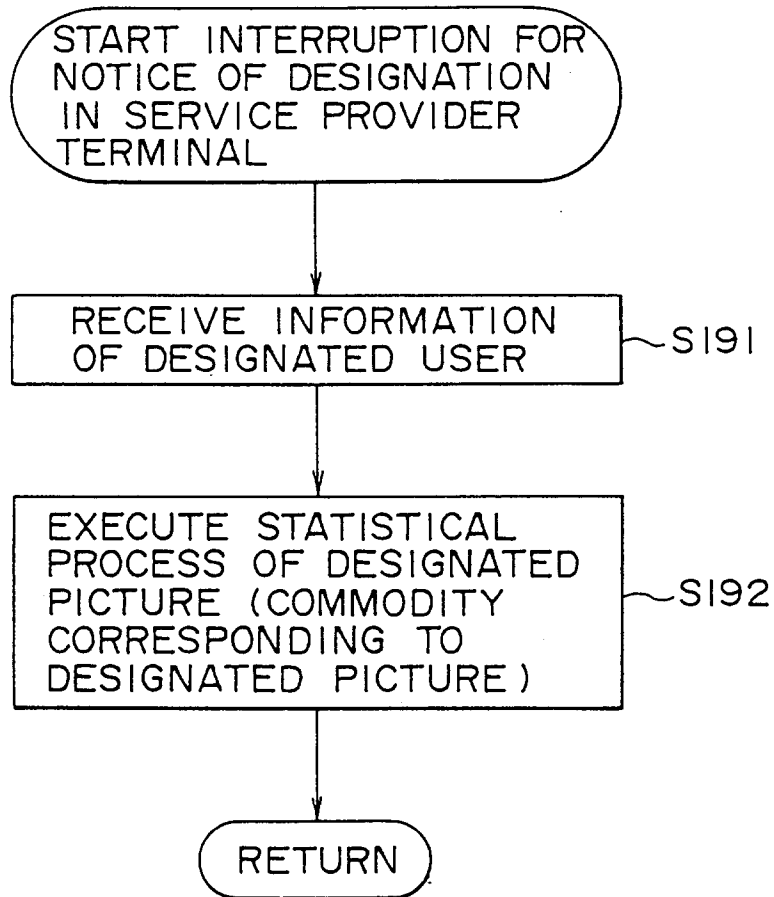 START INTERRUPTION FOR
NOTICE OF DESIGNATION
IN SERVICE PROVIDER
TERMINAL
RECEIVE INFORMATION
OF DESIGNATED USER
S191
EXECUTE STATISTICAL
PROCESS OF DESIGNATED
PICTURE (COMMODITY
CORRESPONDING TO
DESIGNATED PICTURE)
S192
RETURN